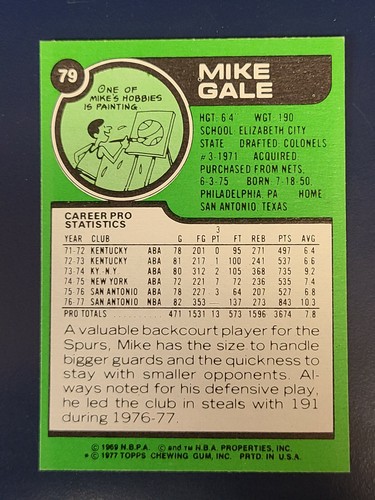 79
MIKE
GALE
ONE OF
MIKE'S HOBBIES
IS PAINTING
HGT: 6 4 WGT: 190
SCHOOL: ELIZABETH CITY
STATE DRAFTED: COLONELS
#3-1971 ACQUIRED:
PURCHASED FROM NETS,
6-3-75 BORN: 7-18-50,
PHILADELPHIA, PA HOME:
SAN ANTONIO, TEXAS
CAREER PRO
STATISTICS
YEAR CLUB G FG 3 PT FT REB PTS AVG
71-72 KENTUCKY ABA 78 201 0 95 271 497 6.4
72-73 KENTUCKY ABA 81 217 1 100 241 537 6.6
73-74 KY-N.Y. ABA 80 312 2 105 368 735 9.2
74-75 NEW YORK ABA 72 221 7 72 236 535 7.4
75-76 SAN ANTONIO ABA 78 227 3 64 207 527 6.8
76-77 SAN ANTONIO NBA 82 353 — 137 273 843 10.3
PRO TOTALS 471 1531 13 573 1596 3674 7.8
A valuable backcourt player for the
Spurs, Mike has the size to handle
bigger guards and the quickness to
stay with smaller opponents. Al-
ways noted for his defensive play,
he led the club in steals with 191
during 1976-77.
© 1969 N.B.P.A. © and TM N.B.A. PROPERTIES, INC.
* © 1977 TOPPS CHEWING GUM, INC. PRTD. IN U.S.A.